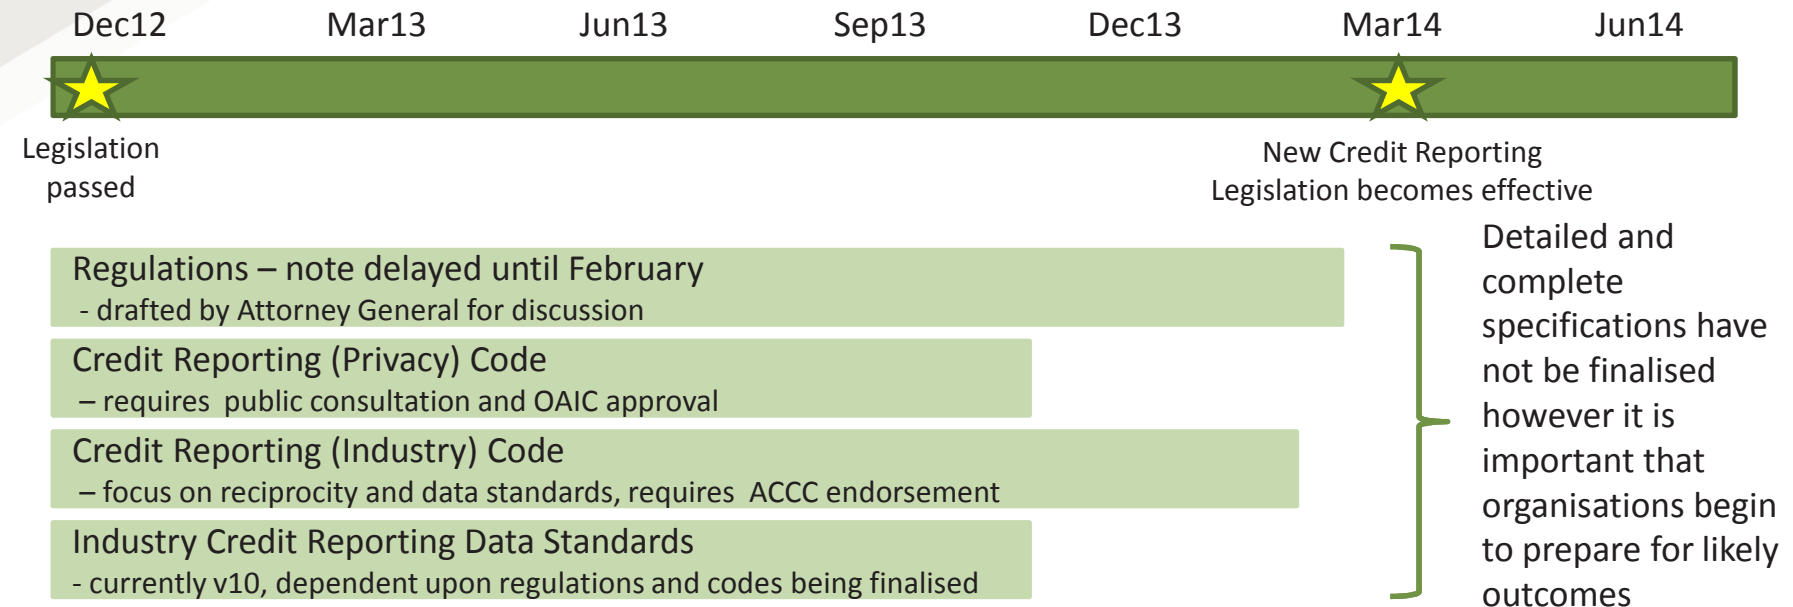 Dec12 Mar13 Jun13 Sep13 Dec13 Mar14 Jun14
Legislation
passed
New Credit Reporting
Legislation becomes effective
Regulations – note delayed until February
- drafted by Attorney General for discussion
Credit Reporting (Privacy) Code
– requires public consultation and OAIC approval
Credit Reporting (Industry) Code
– focus on reciprocity and data standards, requires ACCC endorsement
Industry Credit Reporting Data Standards
- currently v10, dependent upon regulations and codes being finalised
Detailed and
complete
specifications have
not be finalised
however it is
important that
organisations begin
to prepare for likely
outcomes